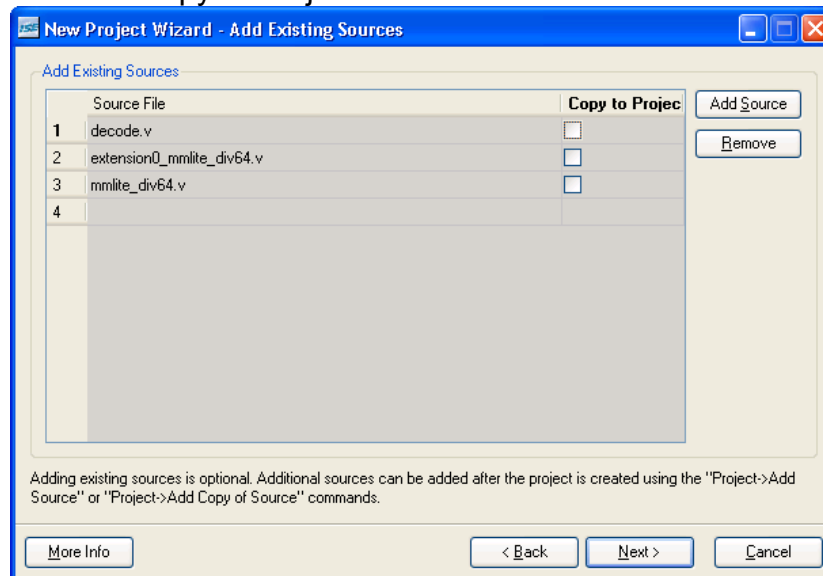 New Project Wizard - Add Existing Sources
Add Existing Sources
Source File Copy to Projec
1 decode.v
2 extension0_mmlite_div64.v
3 mmlite_div64.v
4
Add Source
Remove
Adding existing sources is optional. Additional sources can be added after the project is created using the "Project->Add
Source" or "Project->Add Copy of Source" commands.
More Info < Back Next > Cancel